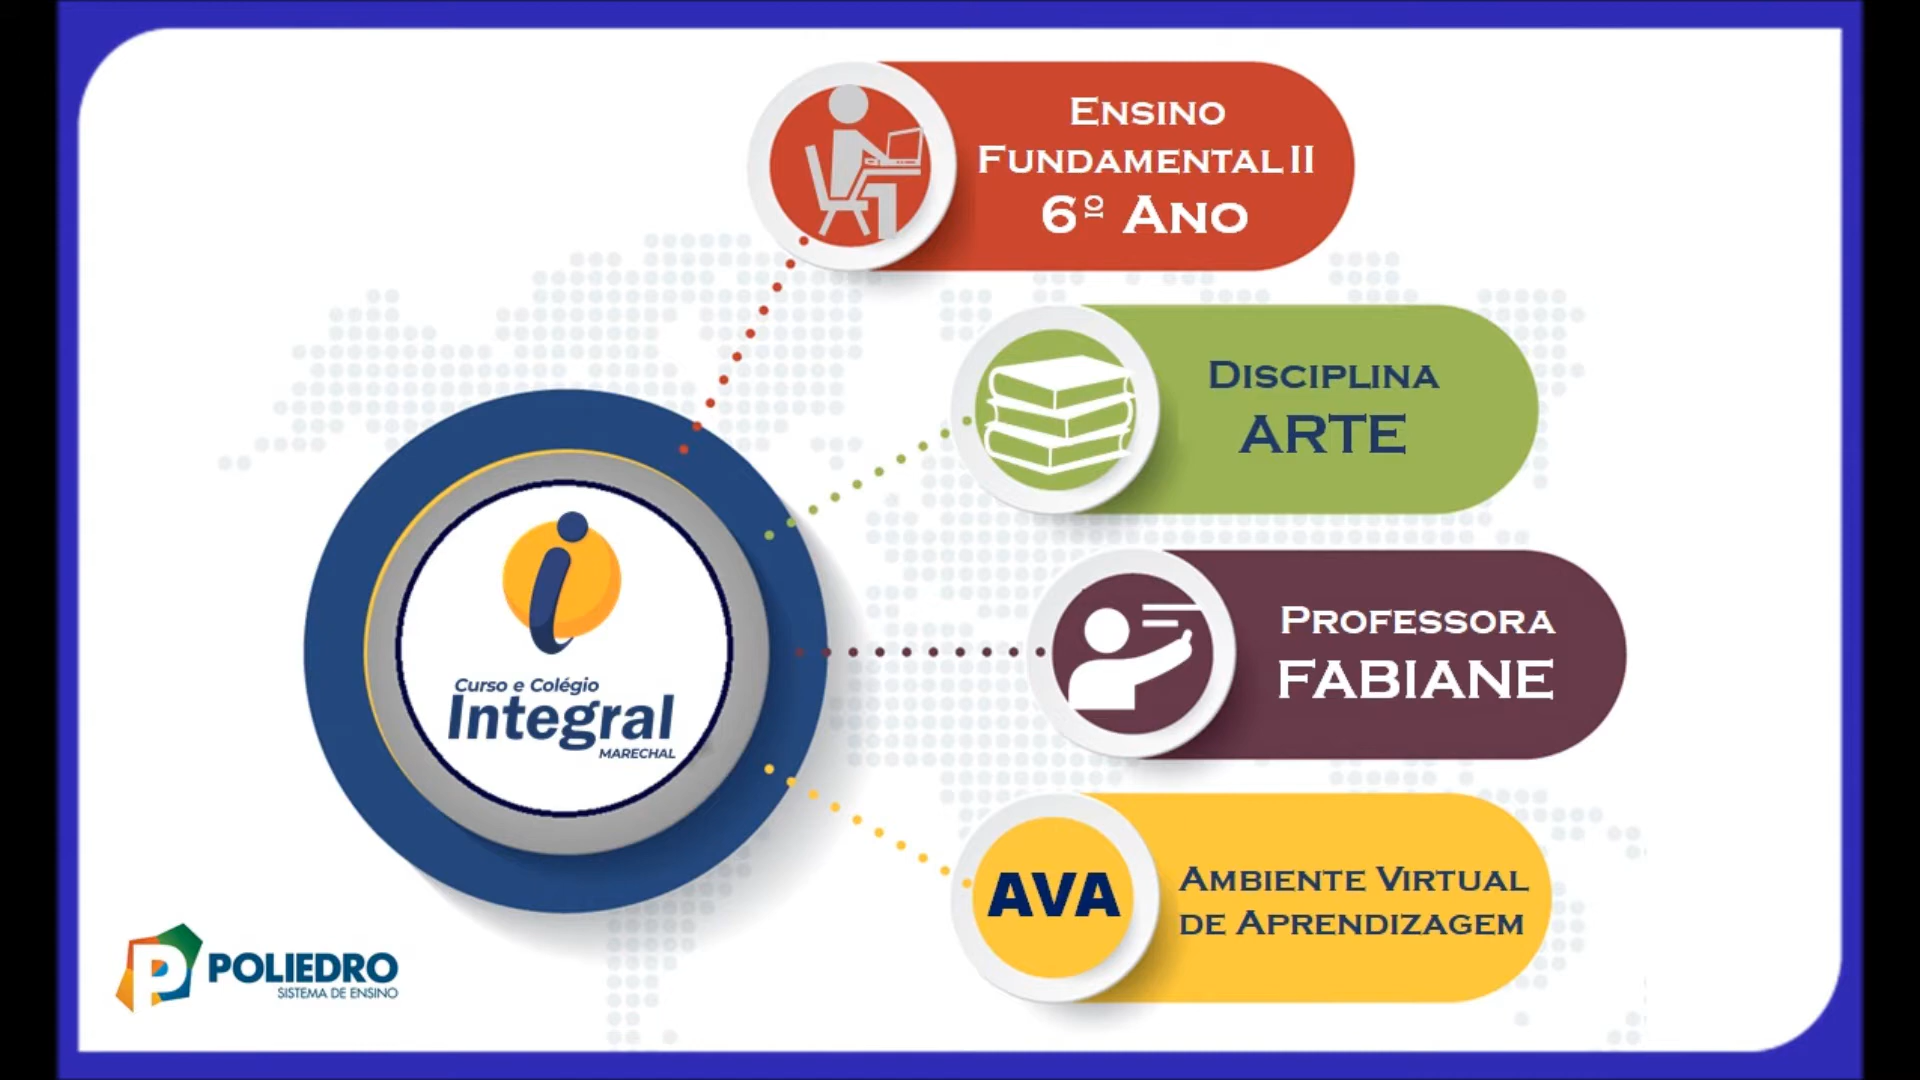 Ensino
Fundamental II
6º Ano
Disciplina
ARTE
Professora
FABIANE
AVA
Ambiente Virtual
de Aprendizagem
Curso e Colégio
Integral
MARECHAL
POLIEDRO
SISTEMA DE ENSINO